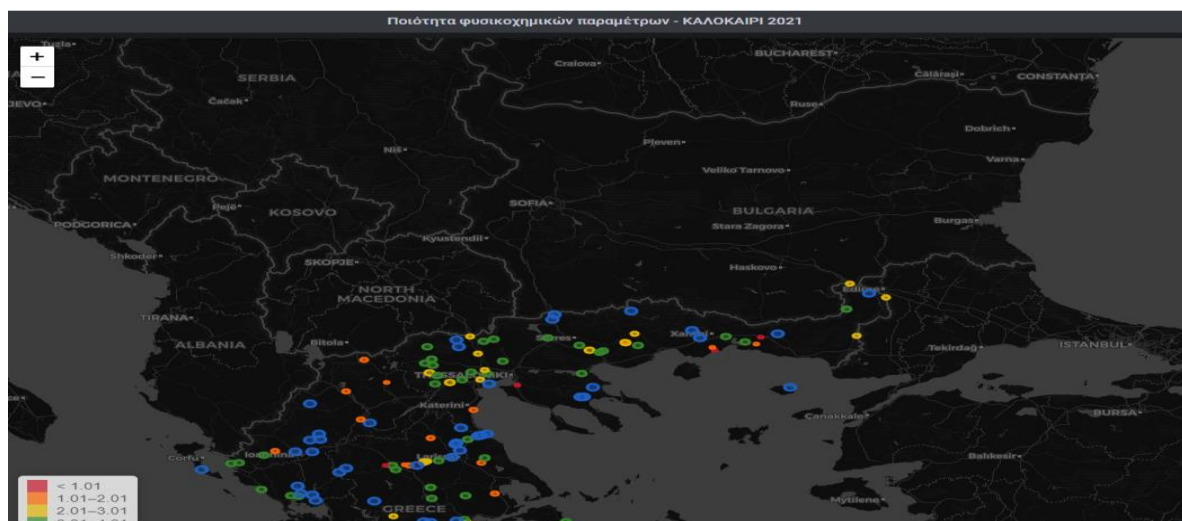 Ποιότητα φυσικοχημικών παραμέτρων - ΚΑΛΟΚΑΙΡΙ 2021
Tuzla
+
−
BUCHAREST
Craiova
SERBIA
Călărași
CONSTANȚA
JEVO
Čačak
Ruse
Dobrich
Niš
Pleven
Varna
Veliko Tarnovo
MONTENEGRO
Pejë
KOSOVO
SOFIA
BULGARIA
PODGORICA
Stara Zagora
Burgas
Kyustendil
Shkodër
SKOPJE
Haskovo
NORTH
MACEDONIA
Edirne
TIRANA
Bitola
Serres
Xanthi
ALBANIA
ISTANBUL
Tekirdağ
THESSALONIKI
Katerini
Çanakkale
BURSA
Corfu
Ioannina
Larissa
Balıkesir
< 1.01
1.01–2.01
2.01–3.01
Mytilene
GREECE